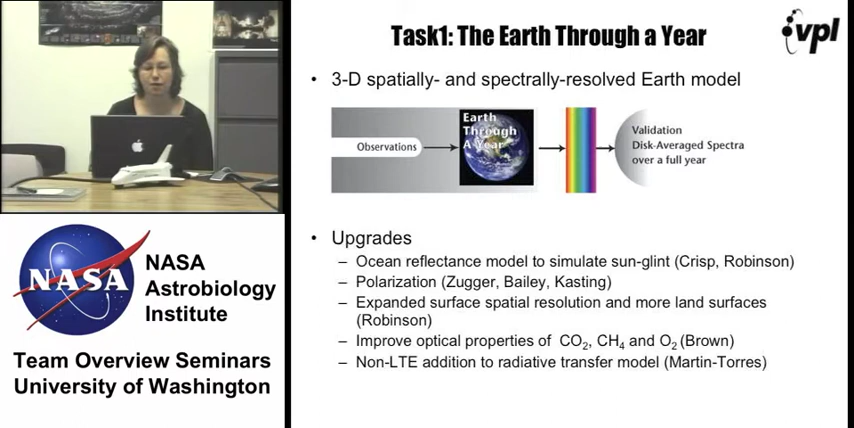 Task1: The Earth Through a Year
vpl
• 3-D spatially- and spectrally-resolved Earth model
Observations
Earth
Through
A Year
Validation
Disk-Averaged Spectra
over a full year
• Upgrades
– Ocean reflectance model to simulate sun-glint (Crisp, Robinson)
– Polarization (Zugger, Bailey, Kasting)
– Expanded surface spatial resolution and more land surfaces
(Robinson)
– Improve optical properties of CO₂, CH₄ and O₂ (Brown)
– Non-LTE addition to radiative transfer model (Martin-Torres)
NASA
NASA
Astrobiology
Institute
Team Overview Seminars
University of Washington